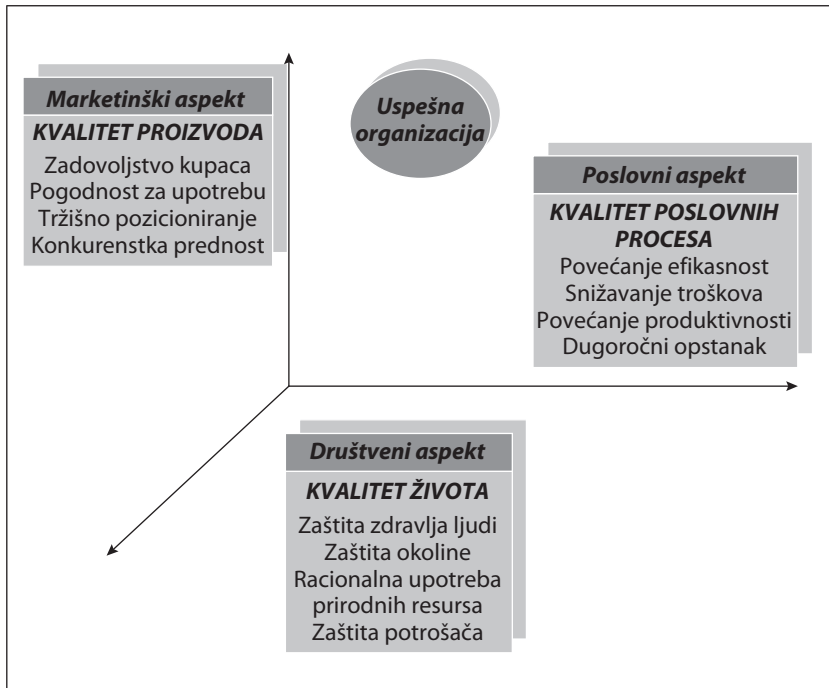 Marketinški aspekt
KVALITET PROIZVODA
Zadovoljstvo kupaca
Pogodnost za upotrebu
Tržišno pozicioniranje
Konkurenstka prednost
Uspešna
organizacija
Poslovni aspekt
KVALITET POSLOVNIH
PROCESA
Povećanje efikasnost
Snižavanje troškova
Povećanje produktivnosti
Dugoročni opstanak
Društveni aspekt
KVALITET ŽIVOTA
Zaštita zdravlja ljudi
Zaštita okoline
Racionalna upotreba
prirodnih resursa
Zaštita potrošača